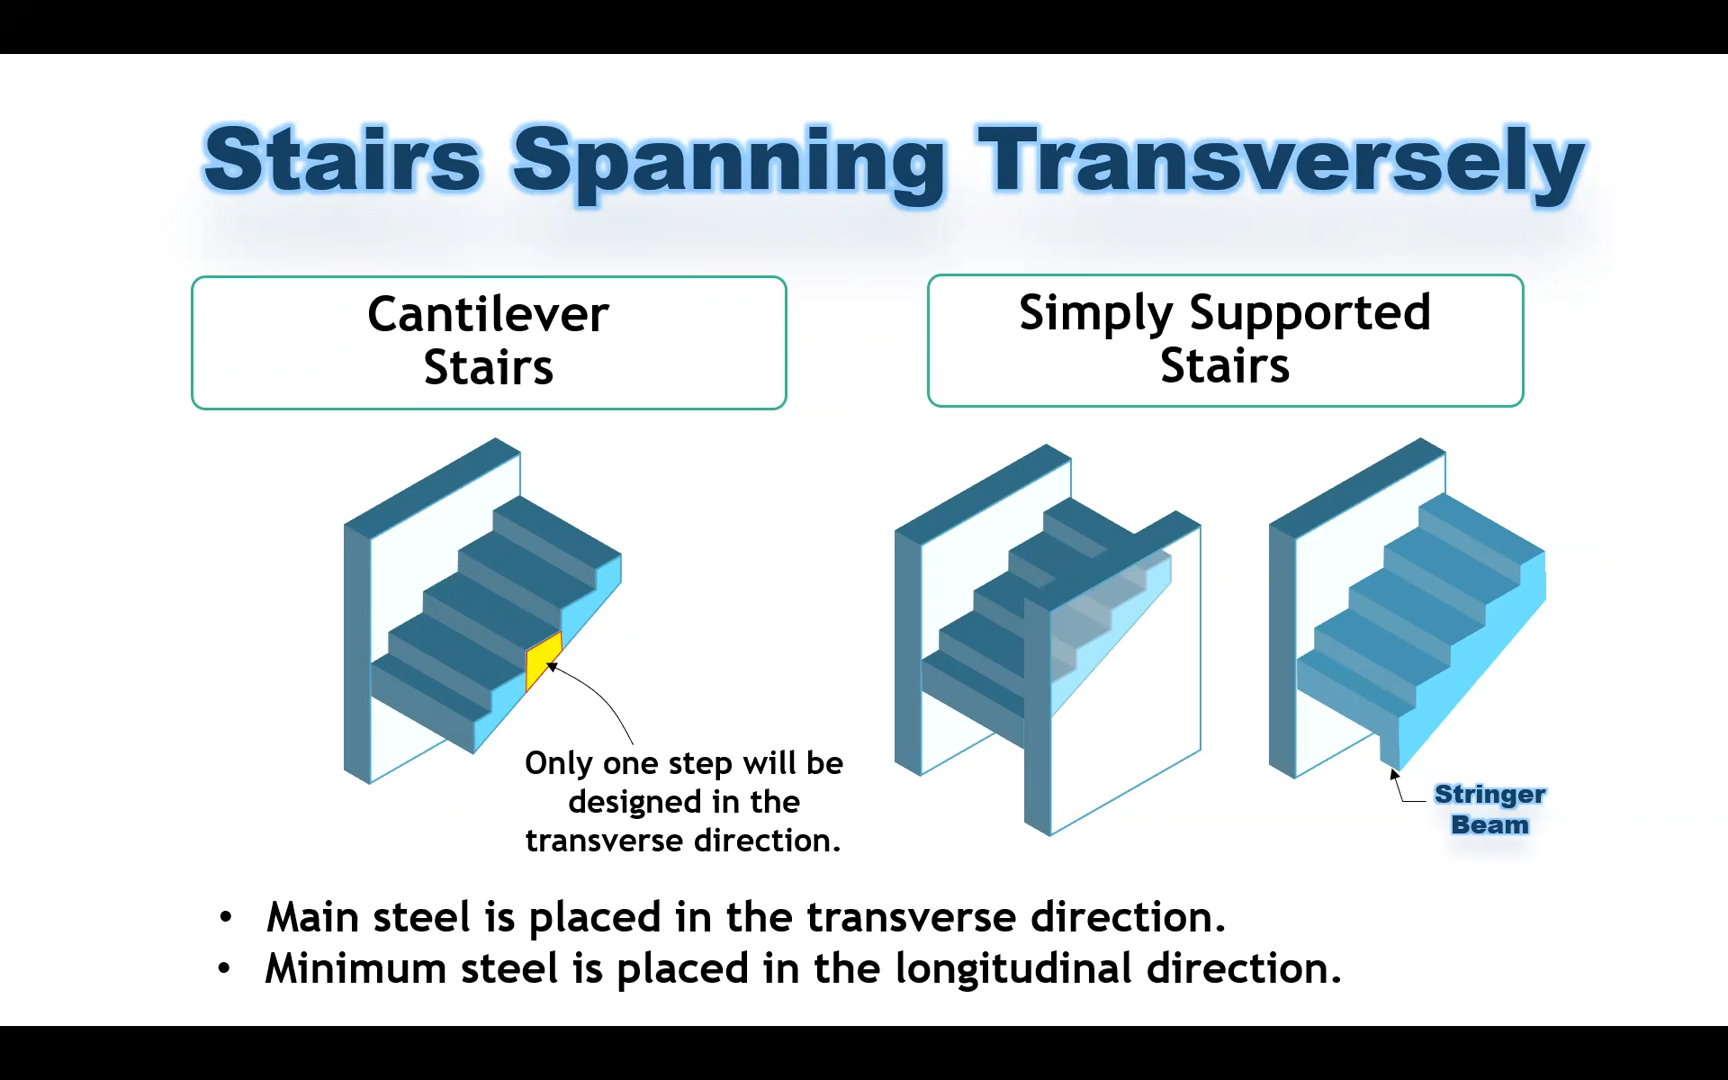 Stairs Spanning Transversely
Cantilever
Stairs
Simply Supported
Stairs
Only one step will be
designed in the
transverse direction.
Stringer
Beam
• Main steel is placed in the transverse direction.
• Minimum steel is placed in the longitudinal direction.